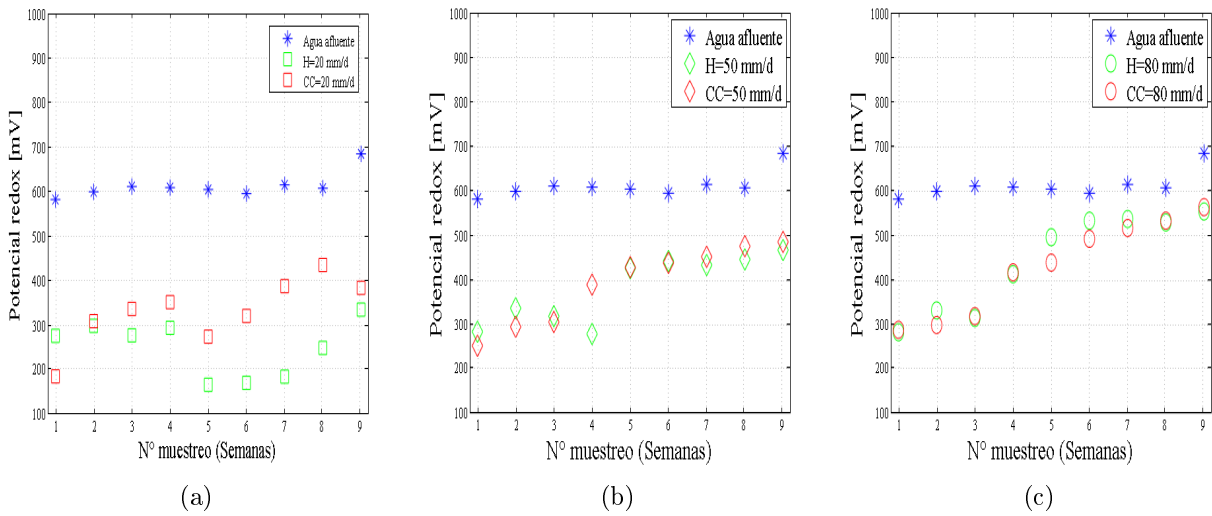 Potencial redox [mV]
1000
900
800
700
600
500
400
300
200
100
1 2 3 4 5 6 7 8 9
N° muestreo (Semanas)
Agua afluente
H=20 mm/d
CC=20 mm/d
(a)
Potencial redox [mV]
1000
900
800
700
600
500
400
300
200
100
1 2 3 4 5 6 7 8 9
N° muestreo (Semanas)
Agua afluente
H=50 mm/d
CC=50 mm/d
(b)
Potencial redox [mV]
1000
900
800
700
600
500
400
300
200
100
1 2 3 4 5 6 7 8 9
N° muestreo (Semanas)
Agua afluente
H=80 mm/d
CC=80 mm/d
(c)